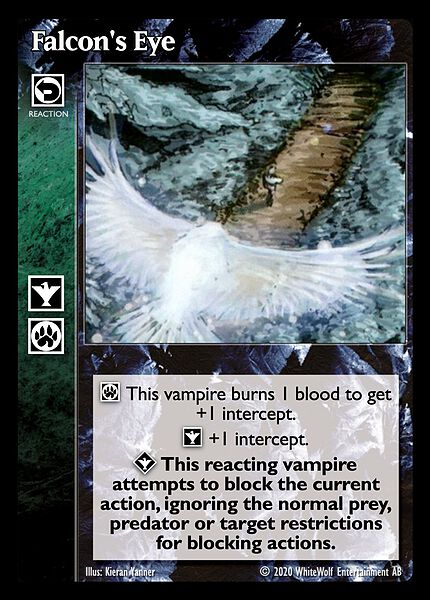 Falcon's Eye
REACTION
This vampire burns 1 blood to get
+1 intercept.
+1 intercept.
This reacting vampire
attempts to block the current
action, ignoring the normal prey,
predator or target restrictions
for blocking actions.
Illus: Kieran Yanner © 2020 WhiteWolf Entertainment AB